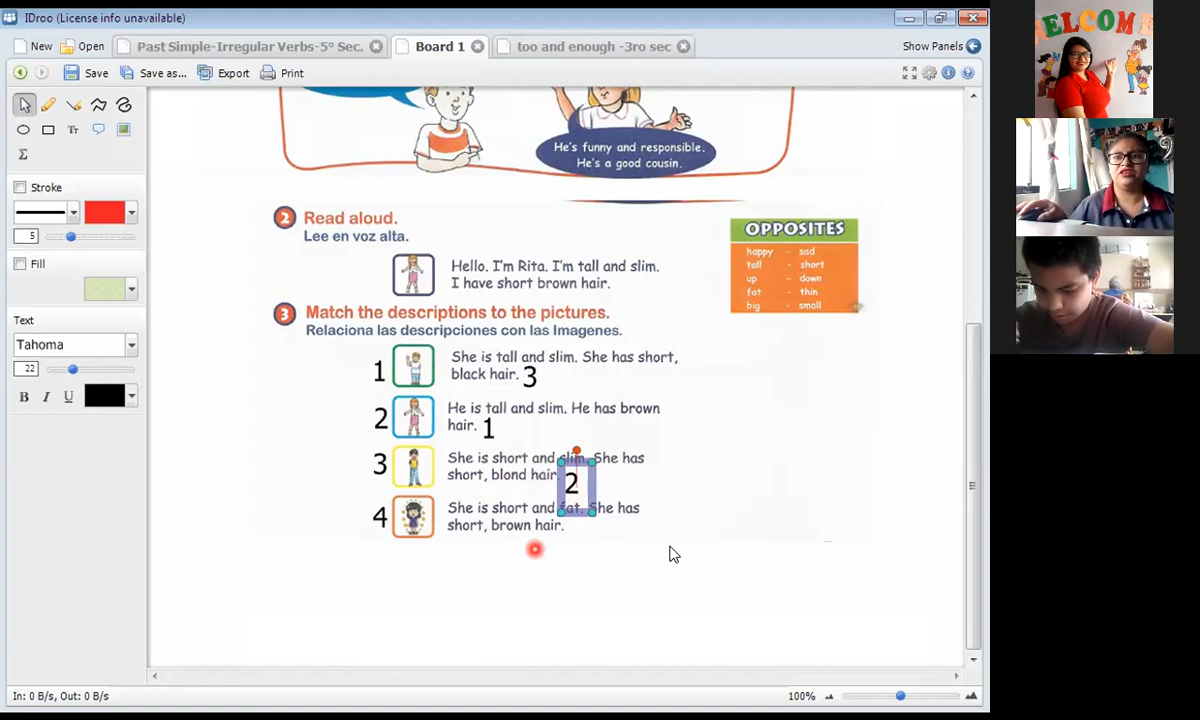 IDroo (License info unavailable)
New
Open
Past Simple-Irregular Verbs-5° Sec.
Board 1
too and enough -3ro sec
Show Panels
Save
Save as...
Export
Print
WELCOME
He's funny and responsible.
He's a good cousin.
Stroke
5
Fill
Text
Tahoma
22
B I U
Tт
Σ
2 Read aloud.
Lee en voz alta.
Hello. I'm Rita. I'm tall and slim.
I have short brown hair.
OPPOSITES
happy - sad
tall - short
up - down
fat - thin
big - small
3 Match the descriptions to the pictures.
Relaciona las descripciones con las Imagenes.
1 She is tall and slim. She has short,
black hair. 3
2 He is tall and slim. He has brown
hair. 1
3 She is short and slim. She has
short, blond hair 2
4 She is short and fat. She has
short, brown hair.
In: 0 B/s, Out: 0 B/s
100%